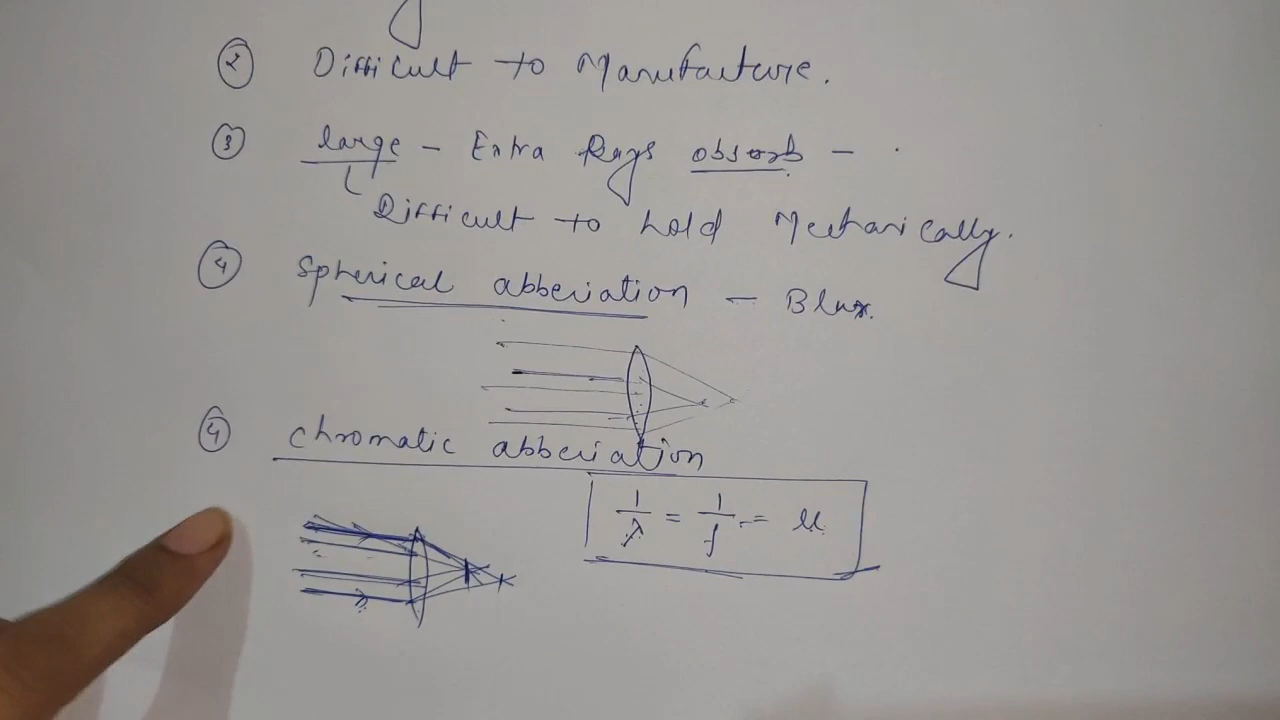 ② Difficult to Manufacture.
③ large - Extra Rays absorb -
Difficult to hold Mechanically.
④ Spherical abberiation - Blur.
④ chromatic abberiation
1/λ = 1/f = μ